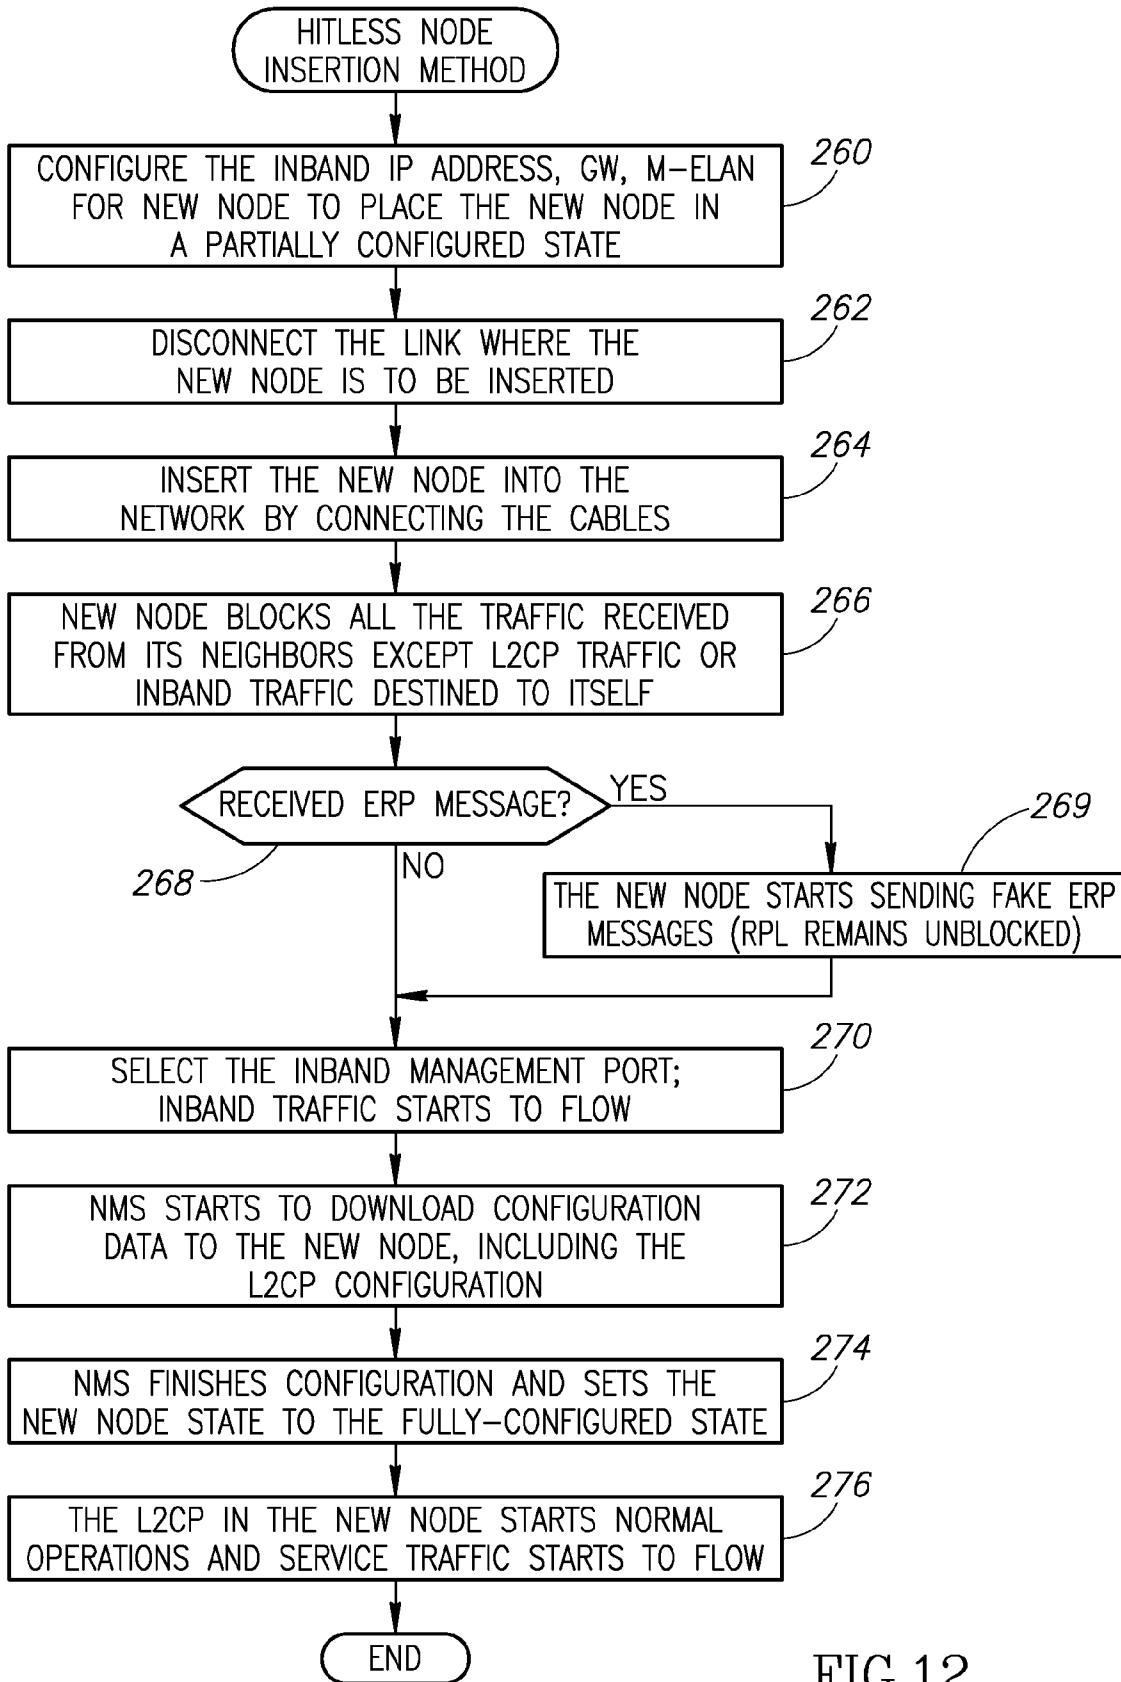 HITLESS NODE
INSERTION METHOD
260
CONFIGURE THE INBAND IP ADDRESS, GW, M-ELAN
FOR NEW NODE TO PLACE THE NEW NODE IN
A PARTIALLY CONFIGURED STATE
262
DISCONNECT THE LINK WHERE THE
NEW NODE IS TO BE INSERTED
264
INSERT THE NEW NODE INTO THE
NETWORK BY CONNECTING THE CABLES
266
NEW NODE BLOCKS ALL THE TRAFFIC RECEIVED
FROM ITS NEIGHBORS EXCEPT L2CP TRAFFIC OR
INBAND TRAFFIC DESTINED TO ITSELF
RECEIVED ERP MESSAGE?
YES
268
NO
269
THE NEW NODE STARTS SENDING FAKE ERP
MESSAGES (RPL REMAINS UNBLOCKED)
270
SELECT THE INBAND MANAGEMENT PORT;
INBAND TRAFFIC STARTS TO FLOW
272
NMS STARTS TO DOWNLOAD CONFIGURATION
DATA TO THE NEW NODE, INCLUDING THE
L2CP CONFIGURATION
274
NMS FINISHES CONFIGURATION AND SETS THE
NEW NODE STATE TO THE FULLY-CONFIGURED STATE
276
THE L2CP IN THE NEW NODE STARTS NORMAL
OPERATIONS AND SERVICE TRAFFIC STARTS TO FLOW
END
FIG.12